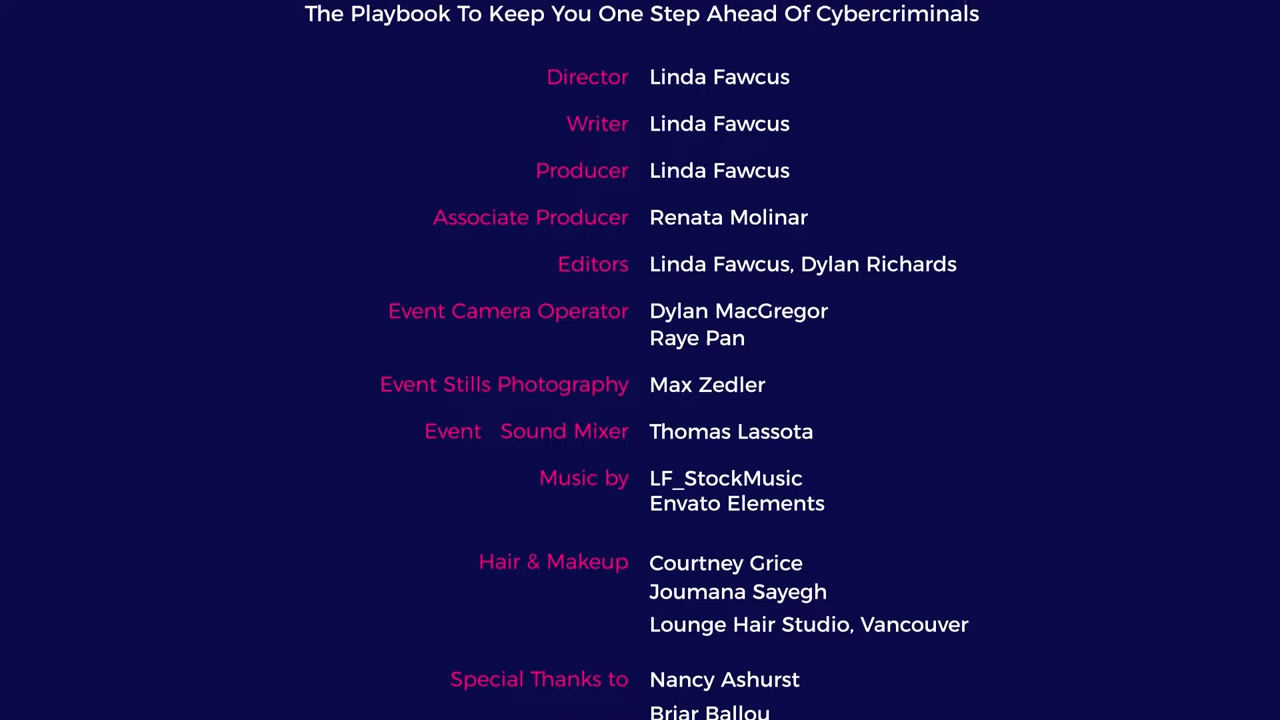 The Playbook To Keep You One Step Ahead Of Cybercriminals
Director Linda Fawcus
Writer Linda Fawcus
Producer Linda Fawcus
Associate Producer Renata Molinar
Editors Linda Fawcus, Dylan Richards
Event Camera Operator Dylan MacGregor
Raye Pan
Event Stills Photography Max Zedler
Event Sound Mixer Thomas Lassota
Music by LF_StockMusic
Envato Elements
Hair & Makeup Courtney Grice
Joumana Sayegh
Lounge Hair Studio, Vancouver
Special Thanks to Nancy Ashurst
Briar Ballou